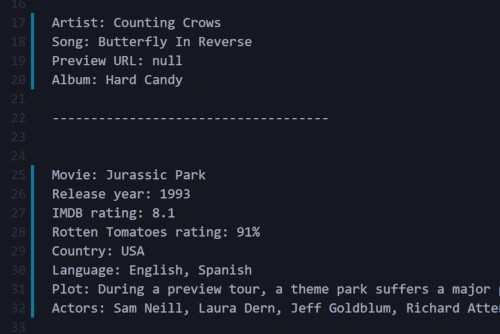 16
17 Artist: Counting Crows
18 Song: Butterfly In Reverse
19 Preview URL: null
20 Album: Hard Candy
21
22 ------------------------------------
23
24
25 Movie: Jurassic Park
26 Release year: 1993
27 IMDB rating: 8.1
28 Rotten Tomatoes rating: 91%
29 Country: USA
30 Language: English, Spanish
31 Plot: During a preview tour, a theme park suffers a major
32 Actors: Sam Neill, Laura Dern, Jeff Goldblum, Richard
33